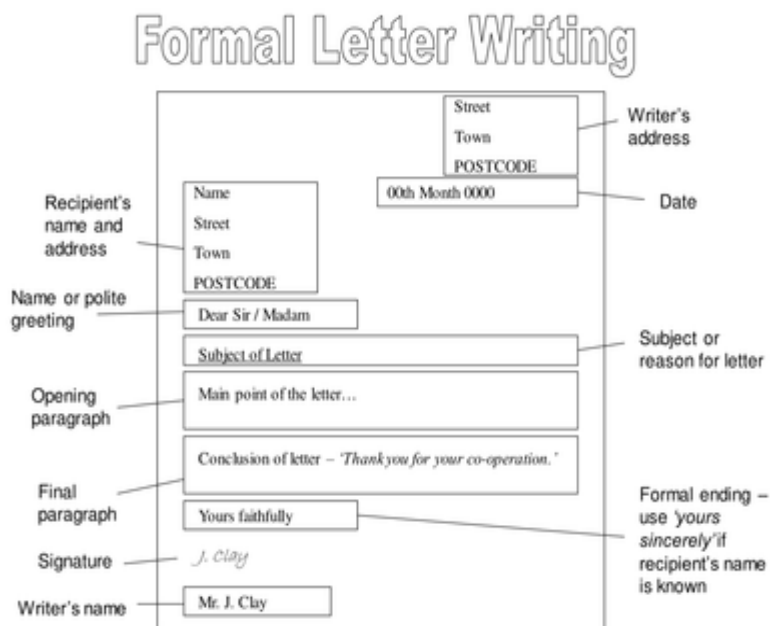 Formal Letter Writing
Street
Town
POSTCODE
Writer's
address
00th Month 0000
Date
Recipient's
name and
address
Name
Street
Town
POSTCODE
Name or polite
greeting
Dear Sir / Madam
Subject of Letter
Subject or
reason for letter
Opening
paragraph
Main point of the letter…
Conclusion of letter – 'Thank you for your co-operation.'
Final
paragraph
Yours faithfully
Formal ending –
use 'yours
sincerely' if
recipient's name
is known
Signature
J. Clay
Writer's name
Mr. J. Clay